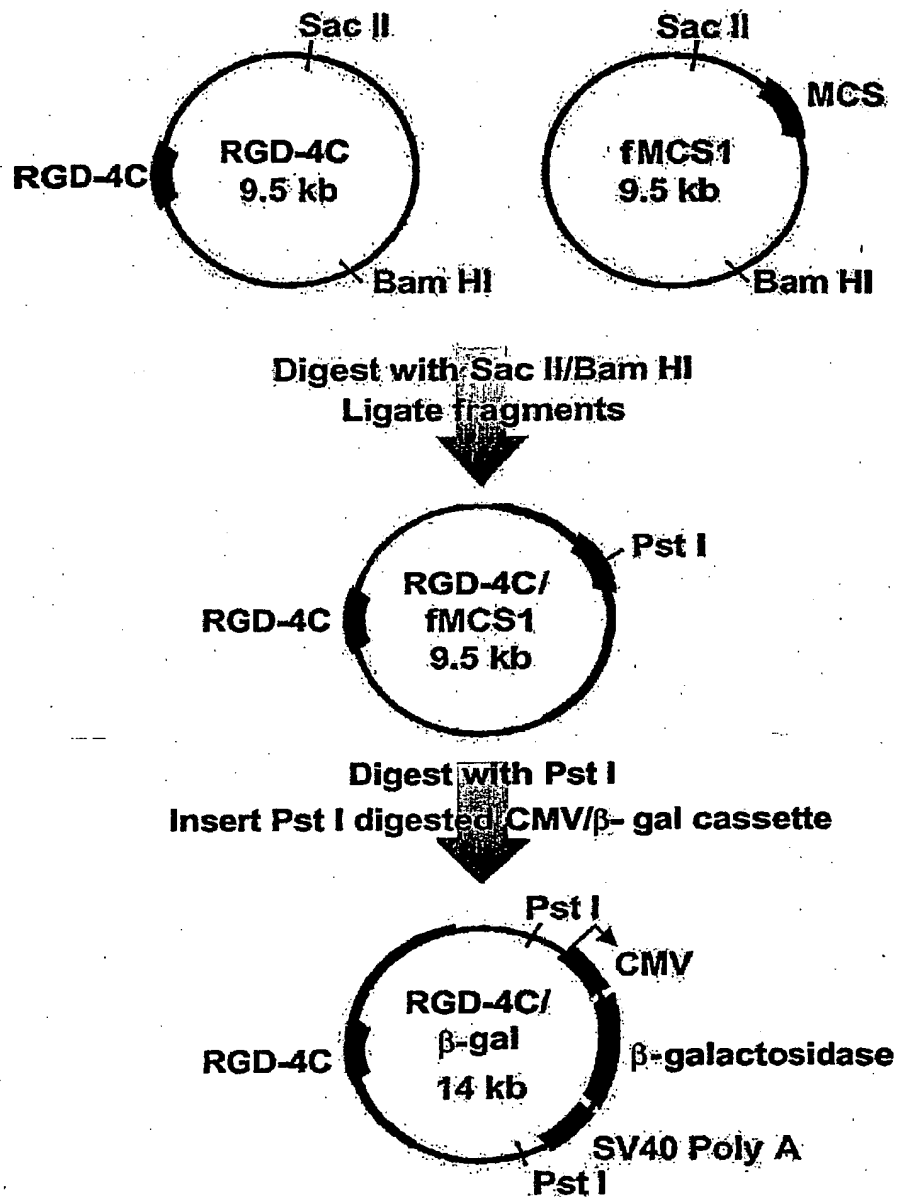 Sac II
Sac II
MCS
RGD-4C
RGD-4C
9.5 kb
fMCS1
9.5 kb
Bam HI
Bam HI
Digest with Sac II/Bam HI
Ligate fragments
Pst I
RGD-4C
RGD-4C/
fMCS1
9.5 kb
Digest with Pst I
Insert Pst I digested CMV/β- gal cassette
Pst I
CMV
RGD-4C/
β-gal
14 kb
RGD-4C
β-galactosidase
SV40 Poly A
Pst I